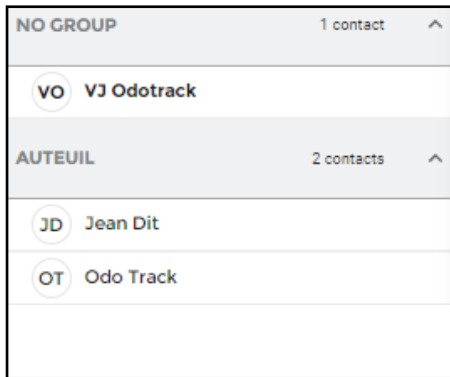 NO GROUP 1 contact
VO VJ Odotrack
AUTEUIL 2 contacts
JD Jean Dit
OT Odo Track